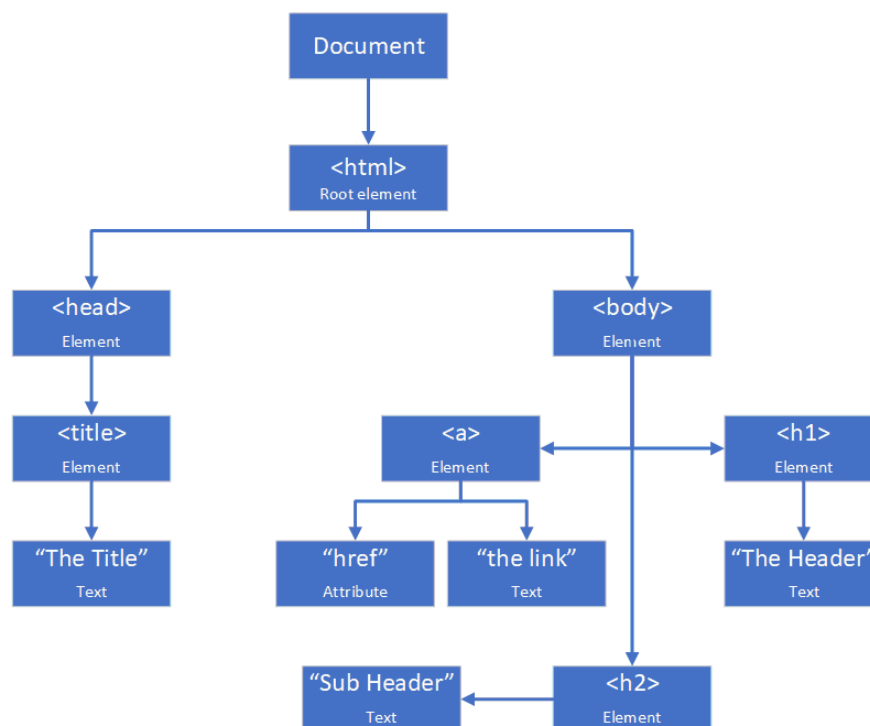 Document
<html>
Root element
<head>
Element
<body>
Element
<title>
Element
<a>
Element
<h1>
Element
“The Title”
Text
“href”
Attribute
“the link”
Text
“The Header”
Text
“Sub Header”
Text
<h2>
Element